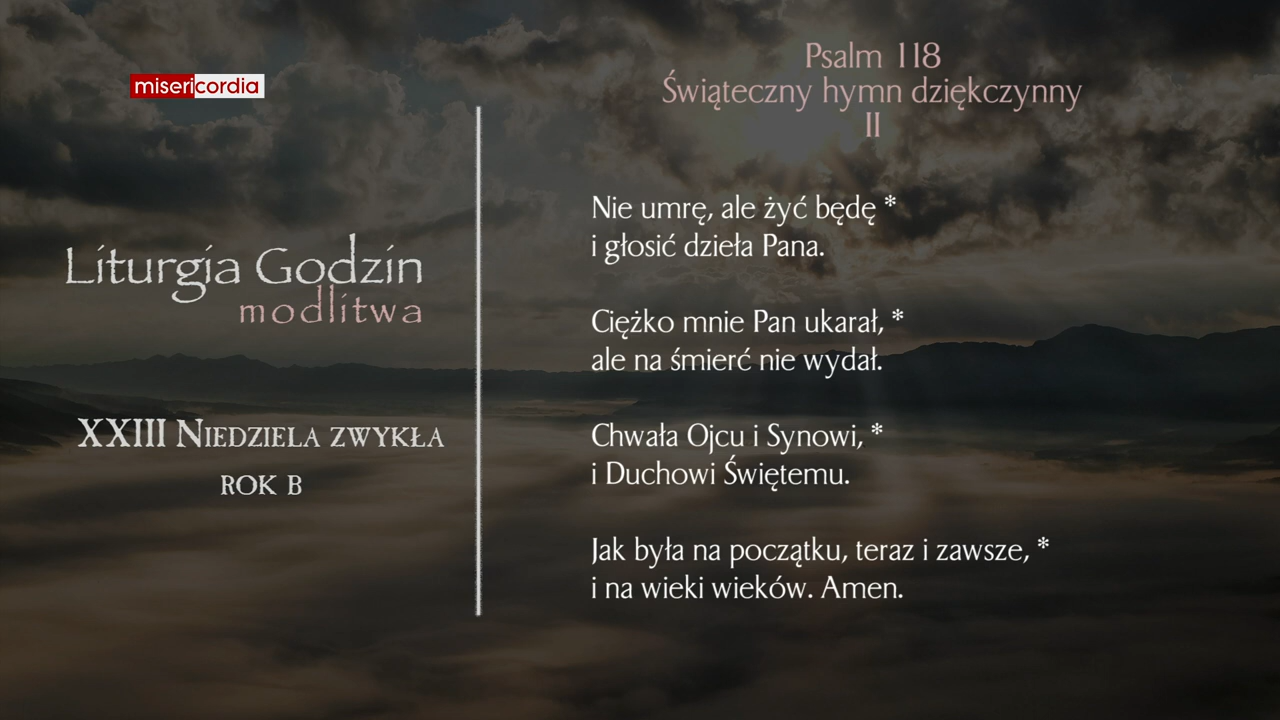 misericordia
Liturgia Godzin
modlitwa
XXIII Niedziela zwykła
rok B
Psalm 118
Świąteczny hymn dziękczynny
II
Nie umrę, ale żyć będę *
i głosić dzieła Pana.
Ciężko mnie Pan ukarał, *
ale na śmierć nie wydał.
Chwała Ojcu i Synowi, *
i Duchowi Świętemu.
Jak była na początku, teraz i zawsze, *
i na wieki wieków. Amen.